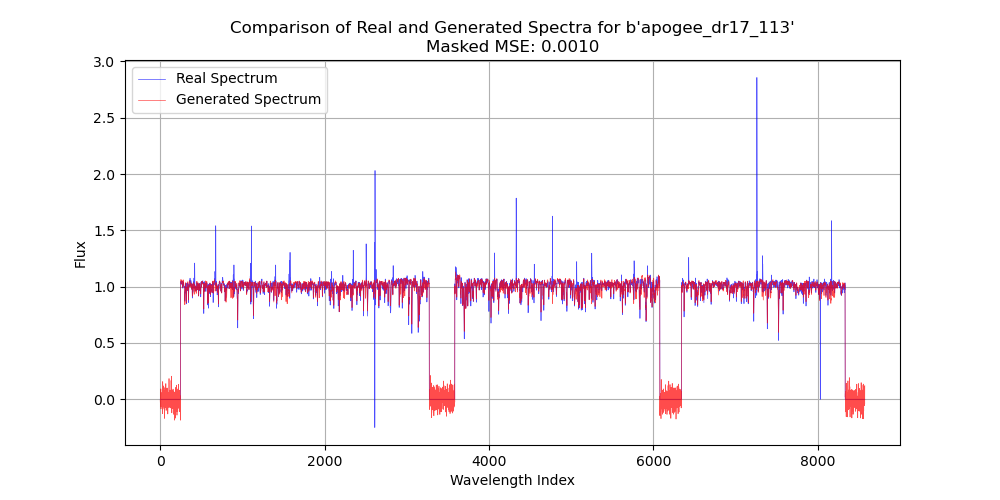 Comparison of Real and Generated Spectra for b'apogee_dr17_113'
Masked MSE: 0.0010
Real Spectrum
Generated Spectrum
3.0
2.5
2.0
1.5
1.0
0.5
0.0
Flux
0 2000 4000 6000 8000
Wavelength Index